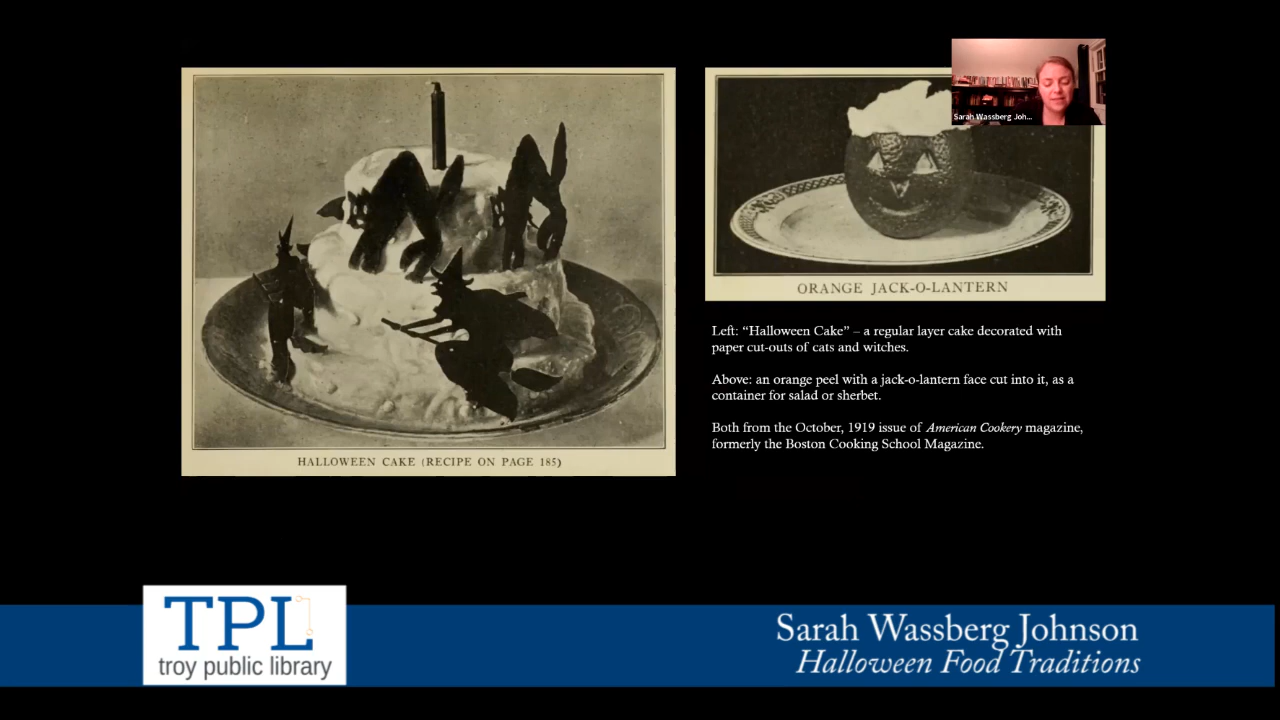 Sarah Wassberg Joh...
HALLOWEEN CAKE (RECIPE ON PAGE 185)
ORANGE JACK-O-LANTERN
Left: “Halloween Cake” – a regular layer cake decorated with
paper cut-outs of cats and witches.
Above: an orange peel with a jack-o-lantern face cut into it, as a
container for salad or sherbet.
Both from the October, 1919 issue of American Cookery magazine,
formerly the Boston Cooking School Magazine.
TPL
troy public library
Sarah Wassberg Johnson
Halloween Food Traditions